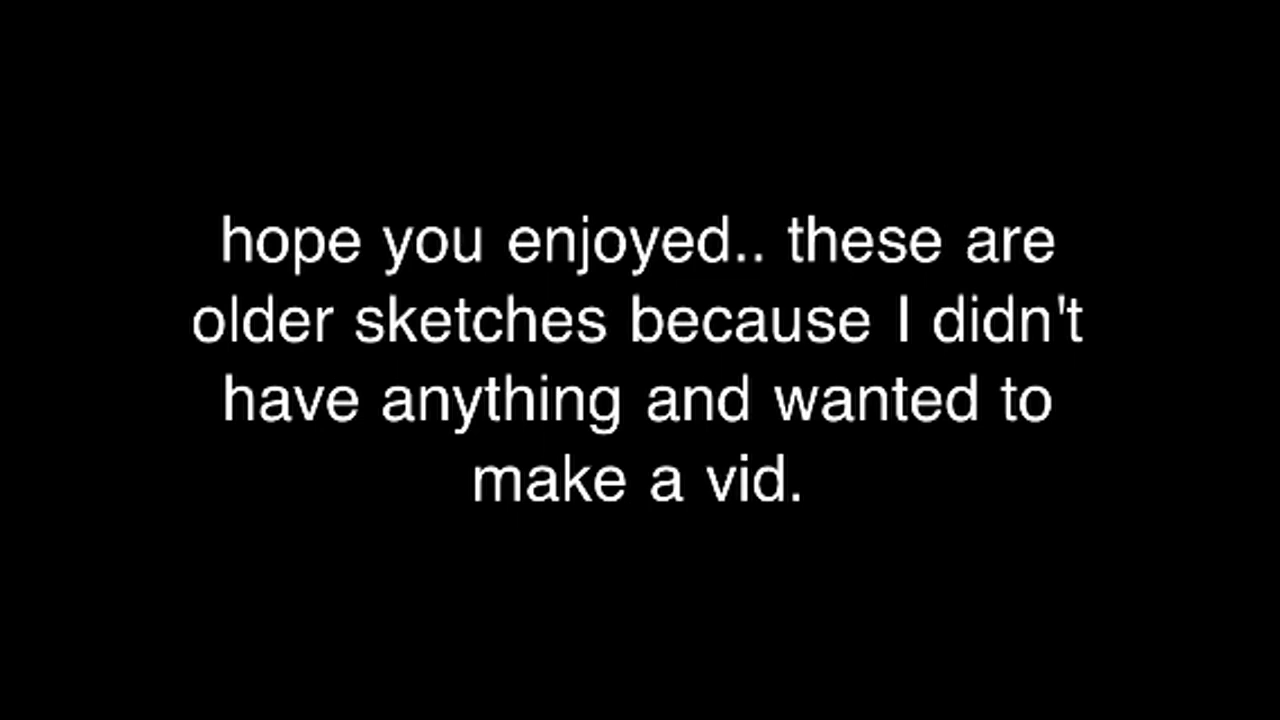 hope you enjoyed.. these are
older sketches because I didn't
have anything and wanted to
make a vid.